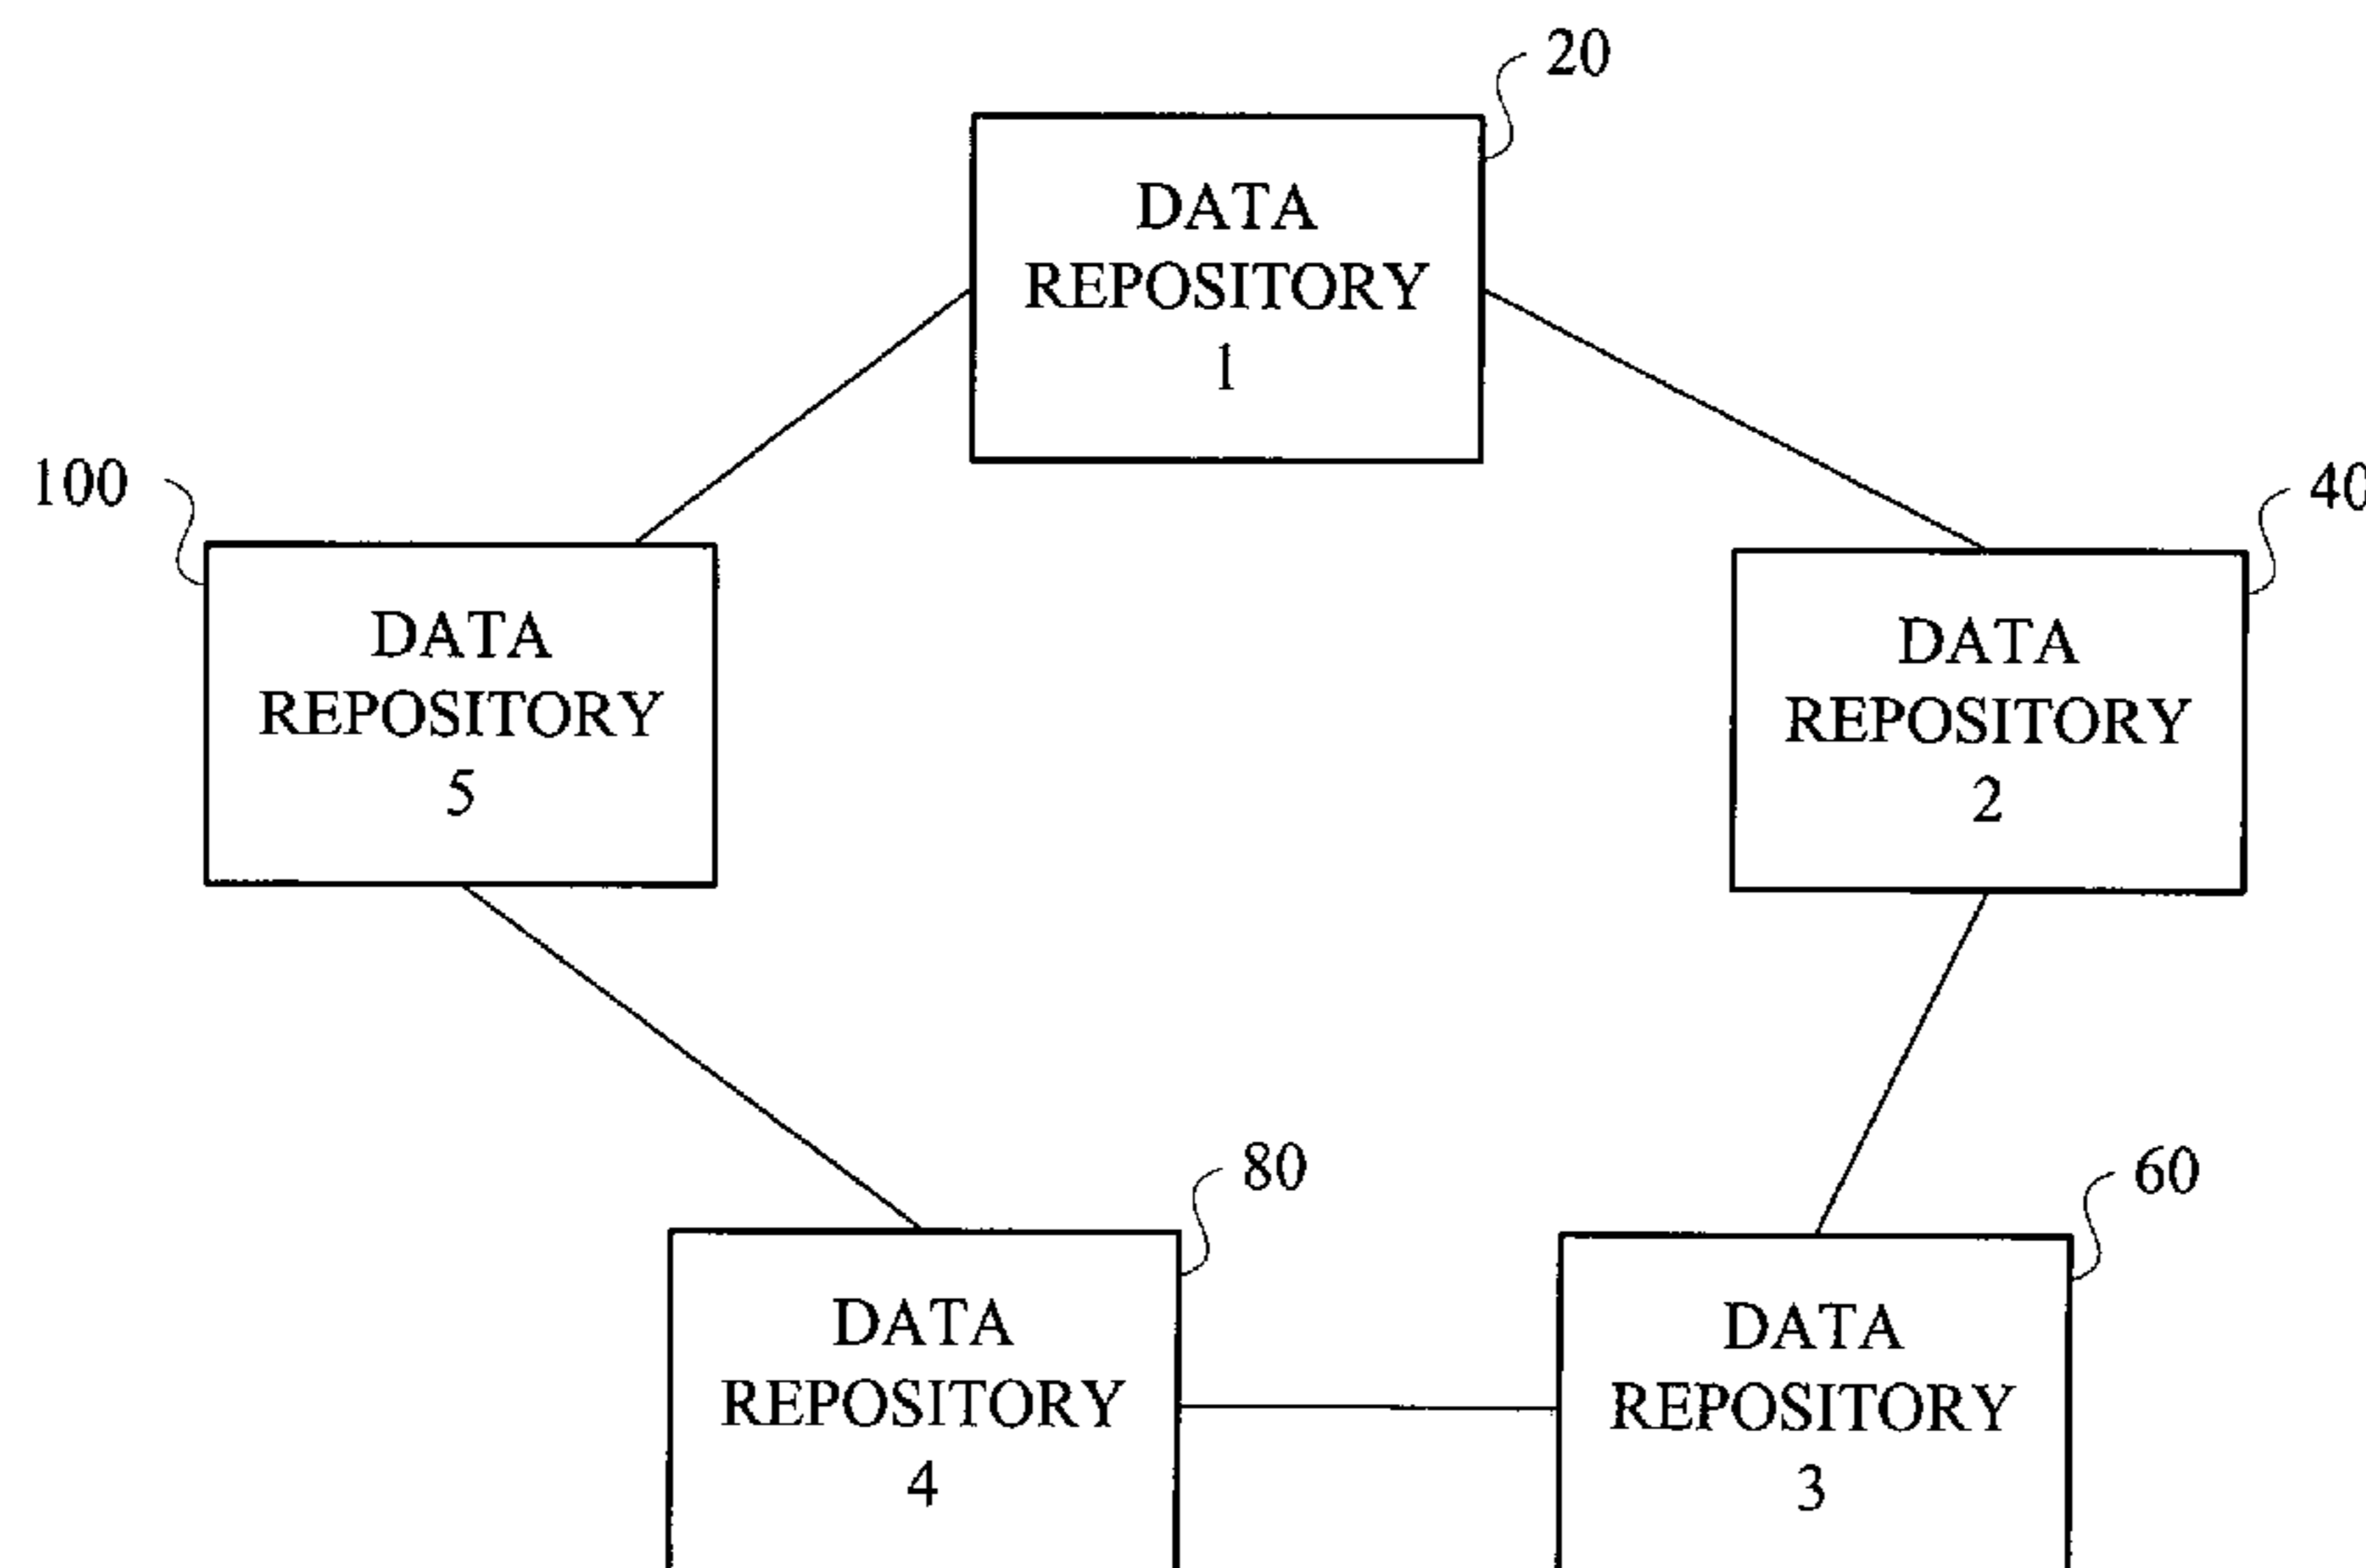 20
DATA
REPOSITORY
1
100
40
DATA
REPOSITORY
5
DATA
REPOSITORY
2
80
60
DATA
REPOSITORY
4
DATA
REPOSITORY
3